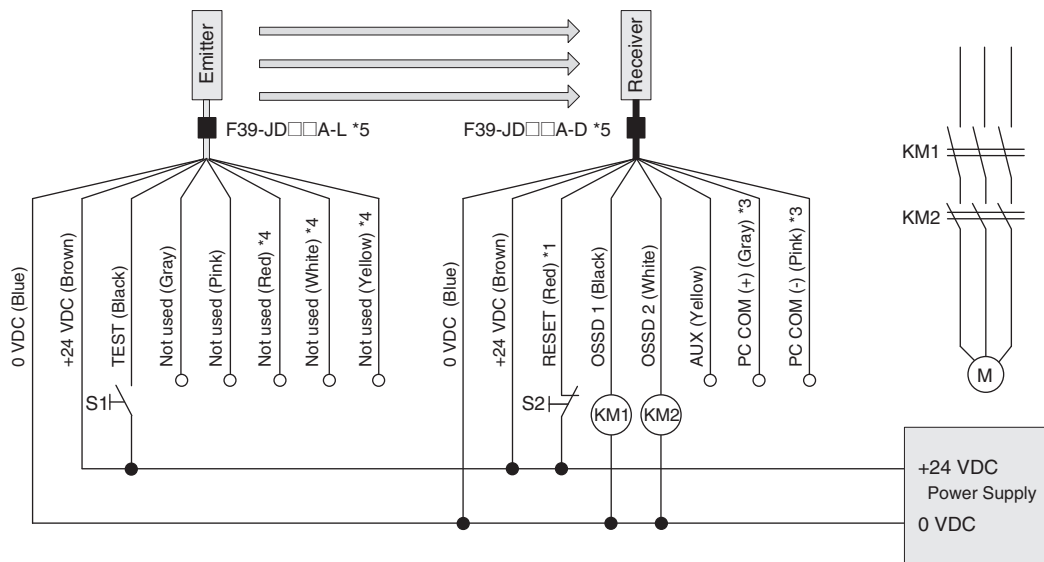 Emitter
Receiver
F39-JD□□A-L *5
F39-JD□□A-D *5
0 VDC (Blue)
+24 VDC (Brown)
TEST (Black)
Not used (Gray)
Not used (Pink)
Not used (Red) *4
Not used (White) *4
Not used (Yellow) *4
0 VDC (Blue)
+24 VDC (Brown)
RESET (Red) *1
OSSD 1 (Black)
OSSD 2 (White)
AUX (Yellow)
PC COM (+) (Gray) *3
PC COM (-) (Pink) *3
KM1
KM2
M
S1
S2
KM1
KM2
+24 VDC
Power Supply
0 VDC